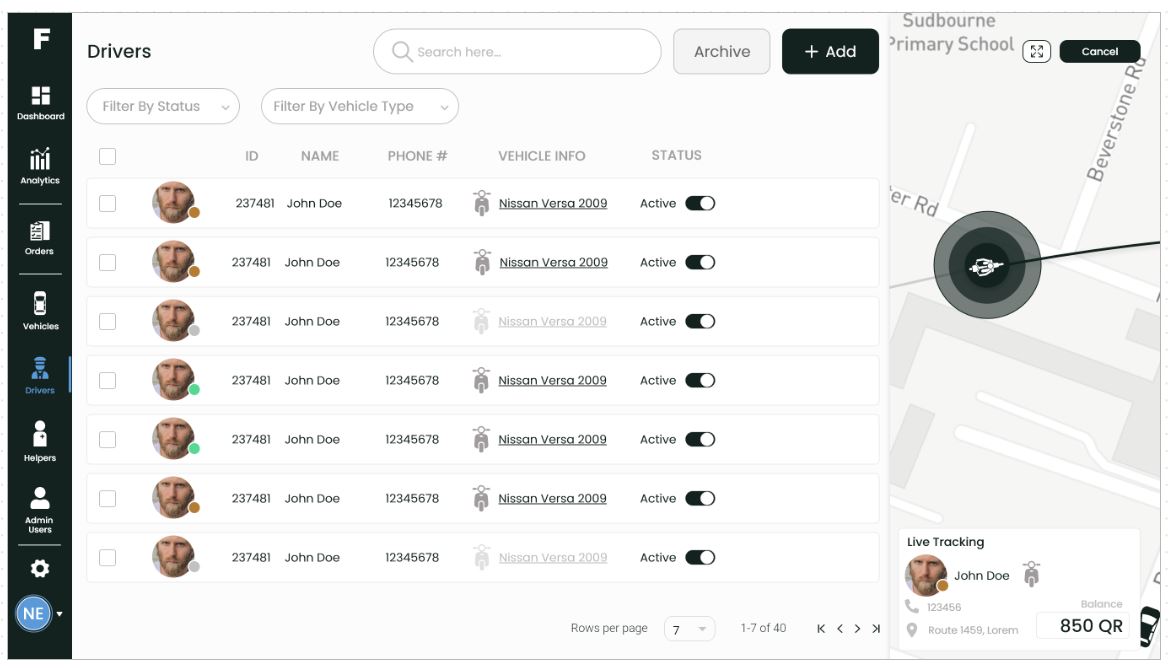 F
Dashboard
Analytics
Orders
Vehicles
Drivers
Helpers
Admin
Users
NE
Drivers
Search here...
Archive
+ Add
Filter By Status
Filter By Vehicle Type
ID NAME PHONE # VEHICLE INFO STATUS
237481 John Doe 12345678 Nissan Versa 2009 Active
237481 John Doe 12345678 Nissan Versa 2009 Active
237481 John Doe 12345678 Nissan Versa 2009 Active
237481 John Doe 12345678 Nissan Versa 2009 Active
237481 John Doe 12345678 Nissan Versa 2009 Active
237481 John Doe 12345678 Nissan Versa 2009 Active
237481 John Doe 12345678 Nissan Versa 2009 Active
Rows per page 7 1-7 of 40
Sudbourne
Primary School
Cancel
Beverstone Rd
er Rd
Live Tracking
John Doe
123456
Balance
Route 1459, Lorem
850 QR